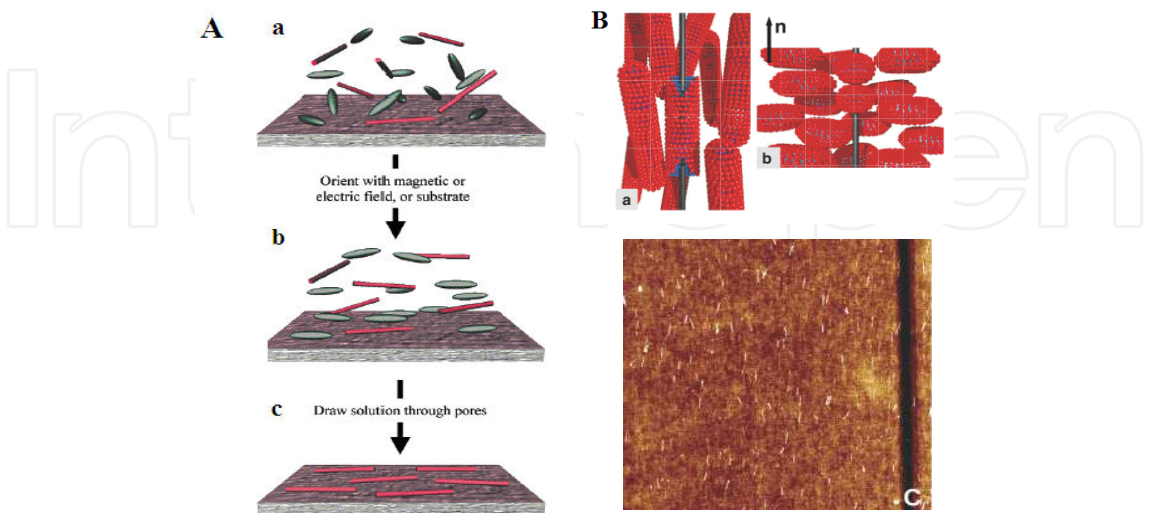 A
a
Orient with magnetic or
electric field, or substrate
b
c
Draw solution through pores
B
n
a
b
C